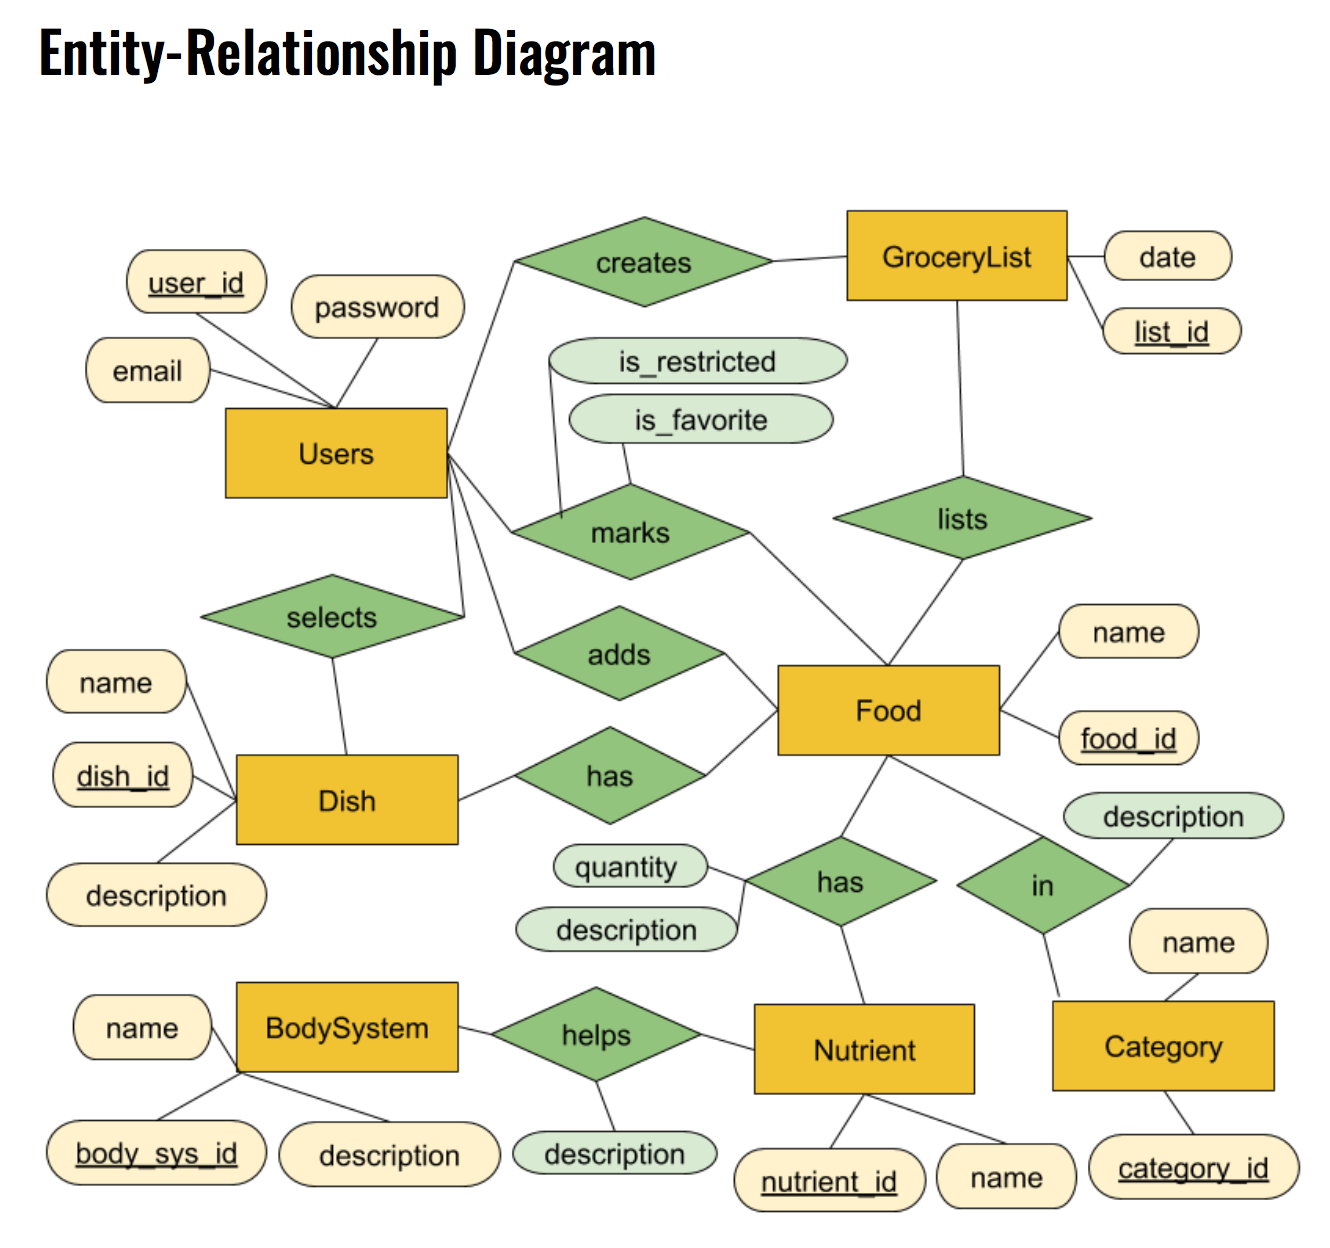 Entity-Relationship Diagram
creates
GroceryList
date
list_id
user_id
password
email
Users
is_restricted
is_favorite
marks
lists
selects
adds
name
food_id
Food
name
dish_id
description
Dish
has
quantity
description
has
in
description
name
Category
category_id
name
BodySystem
body_sys_id
description
helps
description
Nutrient
nutrient_id
name